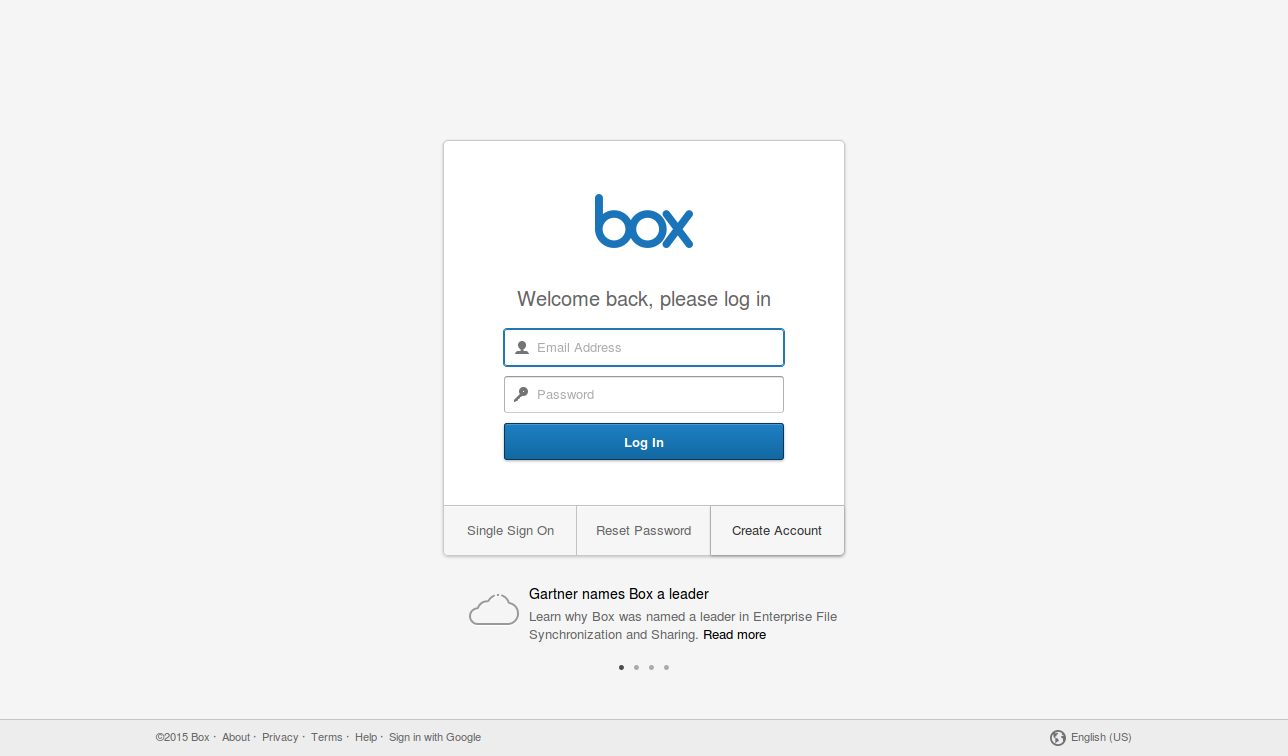 box
Welcome back, please log in
Email Address
Password
Log In
Single Sign On
Reset Password
Create Account
Gartner names Box a leader
Learn why Box was named a leader in Enterprise File
Synchronization and Sharing. Read more
©2015 Box · About · Privacy · Terms · Help · Sign in with Google
English (US)